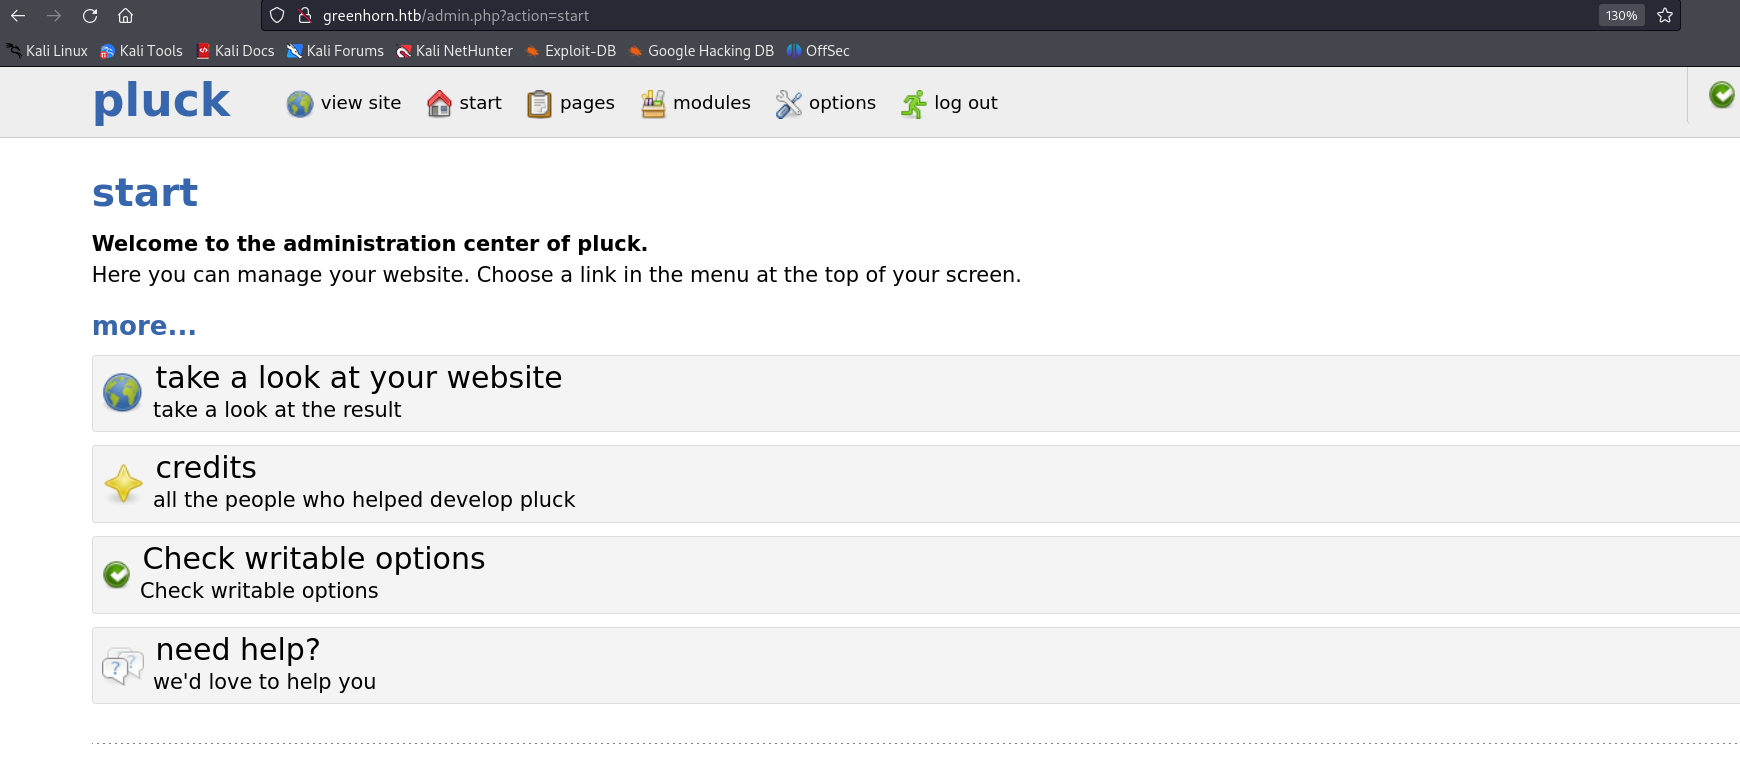 greenhorn.htb/admin.php?action=start 130%
Kali Linux Kali Tools Kali Docs Kali Forums Kali NetHunter Exploit-DB Google Hacking DB OffSec
pluck view site start pages modules options log out
start
Welcome to the administration center of pluck.
Here you can manage your website. Choose a link in the menu at the top of your screen.
more...
take a look at your website
take a look at the result
credits
all the people who helped develop pluck
Check writable options
Check writable options
need help?
we'd love to help you